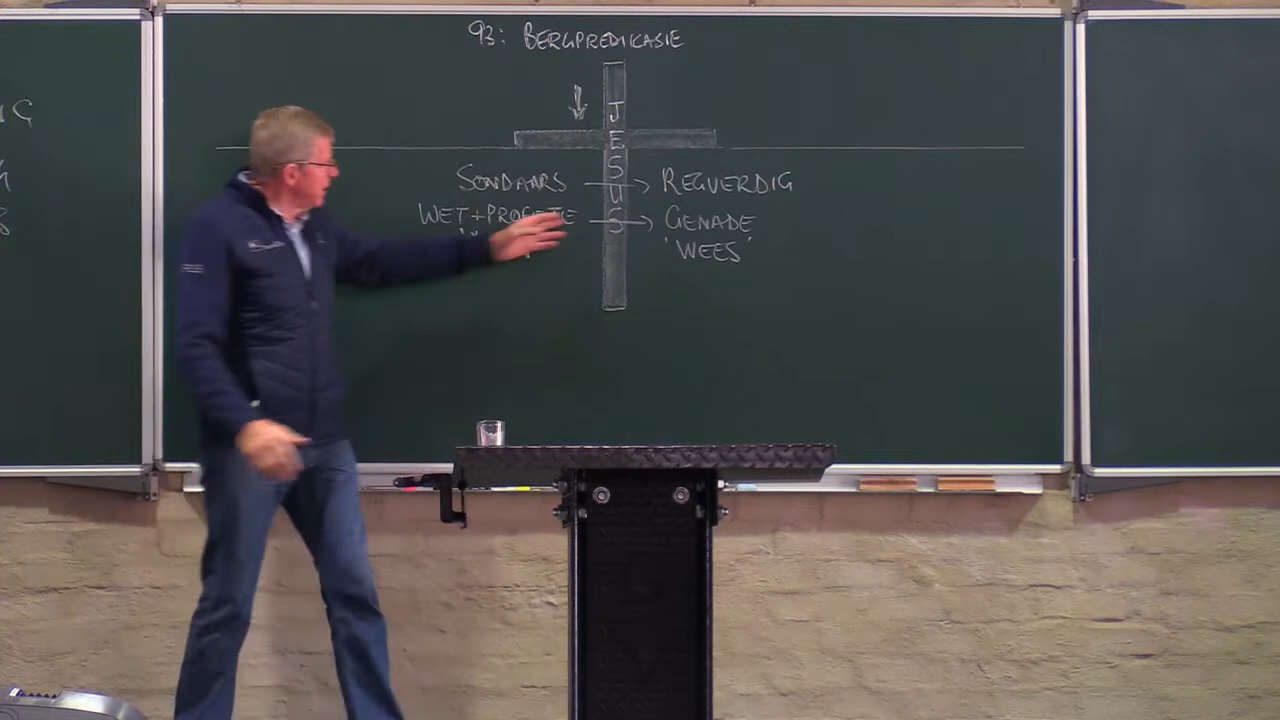 93: BERGPREDIKASIE
JESUS
SONDAARS → REGVERDIG
WET+PROFETE → GENADE
'WEES'